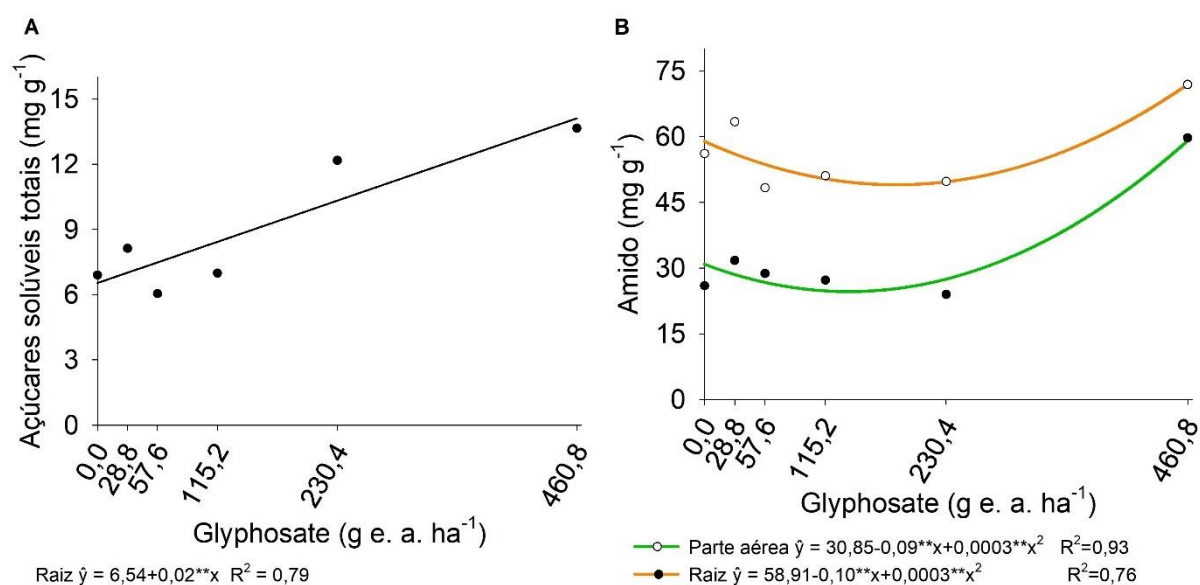 A
Açúcares solúveis totais (mg g⁻¹)
15
12
9
6
3
0
0,0
28,8
57,6
115,2
230,4
460,8
Glyphosate (g e. a. ha⁻¹)
Raiz ŷ = 6,54+0,02**x R² = 0,79
B
Amido (mg g⁻¹)
75
60
45
30
15
0
0,0
28,8
57,6
115,2
230,4
460,8
Glyphosate (g e. a. ha⁻¹)
Parte aérea ŷ = 30,85-0,09**x+0,0003**x² R²=0,93
Raiz ŷ = 58,91-0,10**x+0,0003**x² R²=0,76